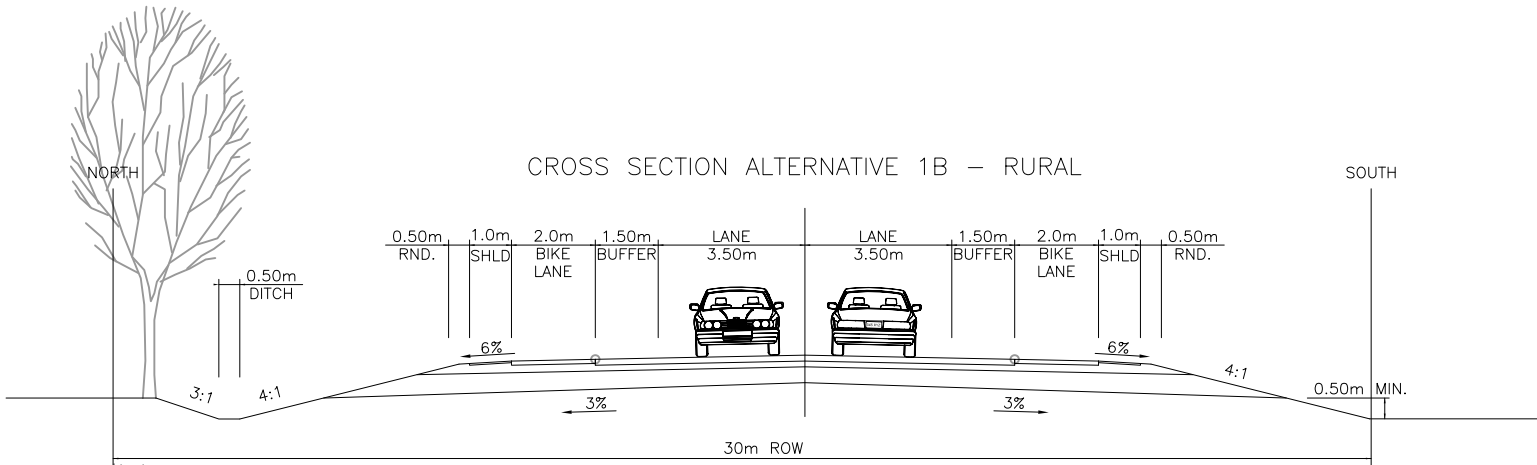 CROSS SECTION ALTERNATIVE 1B – RURAL
NORTH
SOUTH
0.50m
RND.
1.0m
SHLD
2.0m
BIKE
LANE
1.50m
BUFFER
LANE
3.50m
LANE
3.50m
1.50m
BUFFER
2.0m
BIKE
LANE
1.0m
SHLD
0.50m
RND.
0.50m
DITCH
6%
6%
3:1
4:1
4:1
0.50m MIN.
3%
3%
30m ROW